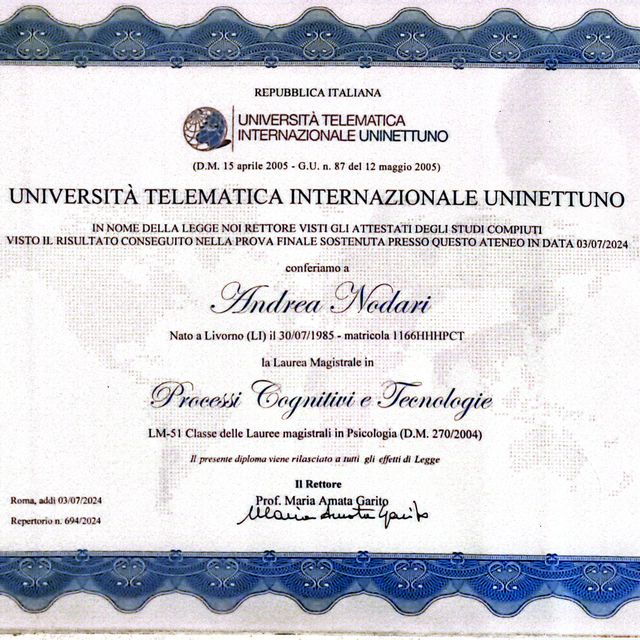 REPUBBLICA ITALIANA
UNIVERSITÀ TELEMATICA
INTERNAZIONALE UNINETTUNO
(D.M. 15 aprile 2005 - G.U. n. 87 del 12 maggio 2005)
UNIVERSITÀ TELEMATICA INTERNAZIONALE UNINETTUNO
IN NOME DELLA LEGGE NOI RETTORE VISTI GLI ATTESTATI DEGLI STUDI COMPIUTI
VISTO IL RISULTATO CONSEGUITO NELLA PROVA FINALE SOSTENUTA PRESSO QUESTO ATENEO IN DATA 03/07/2024
conferiamo a
Andrea Nodari
Nato a Livorno (LI) il 30/07/1985 - matricola 1166HHHPCT
la Laurea Magistrale in
Processi Cognitivi e Tecnologie
LM-51 Classe delle Lauree magistrali in Psicologia (D.M. 270/2004)
Il presente diploma viene rilasciato a tutti gli effetti di Legge
Il Rettore
Prof. Maria Amata Garito
Maria Amata Garito
Roma, addì 03/07/2024
Repertorio n. 694/2024